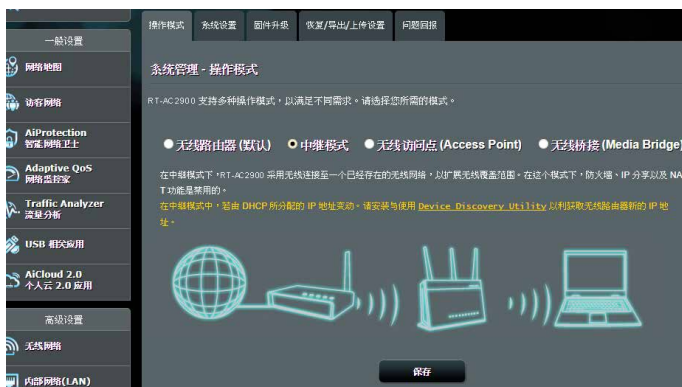 一般设置
网络地图
访客网络
AiProtection
智能网络卫士
Adaptive QoS
网络监控家
Traffic Analyzer
流量分析
USB 相关应用
AiCloud 2.0
个人云 2.0 应用
高级设置
无线网络
内部网络(LAN)
操作模式 系统设置 固件升级 恢复/导出/上传设置 问题回报
系统管理 - 操作模式
RT-AC2900 支持多种操作模式，以满足不同需求。请选择您所需的模式。
无线路由器 (默认) 中继模式 无线访问点 (Access Point) 无线桥接 (Media Bridge)
在中继模式下，RT-AC2900 采用无线连接至一个已经存在的无线网络，以扩展无线覆盖范围。在这个模式下，防火墙、IP 分享以及 NA
T 功能是禁用的。
在中继模式中，若由 DHCP 所分配的 IP 地址变动，请安装与使用 Device Discovery Utility 以利获取无线路由器新的 IP 地
址。
保存